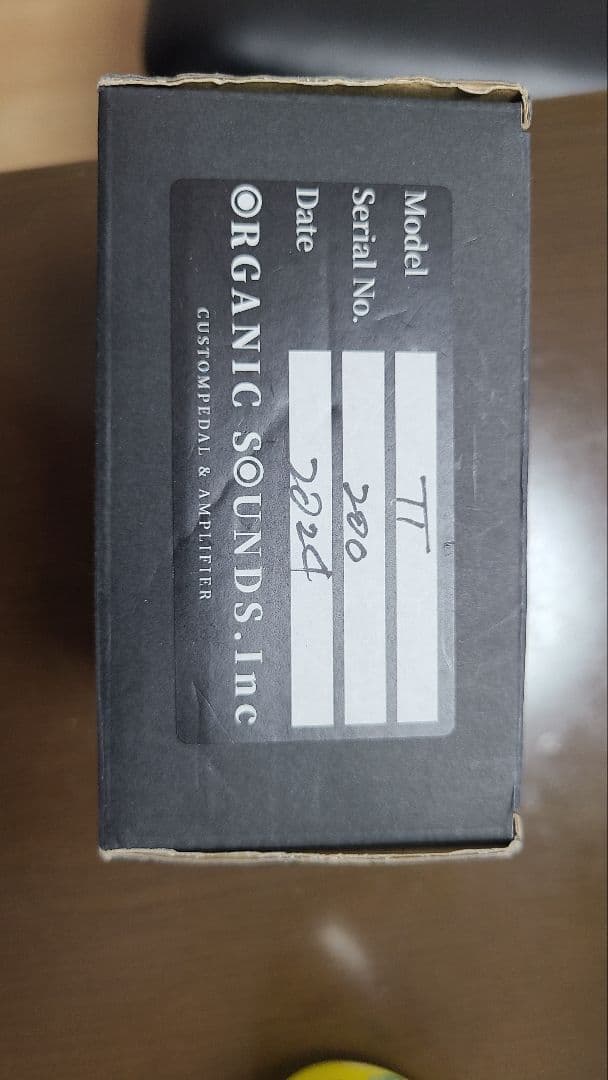 Model TT
Serial No. 200
Date 2024
ORGANIC SOUNDS.Inc
CUSTOMPEDAL & AMPLIFIER